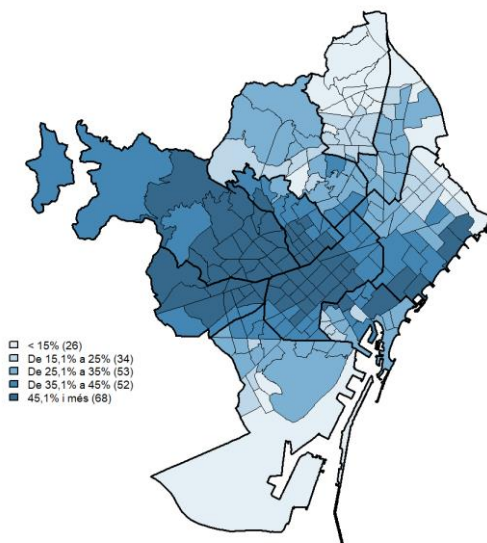 < 15% (26)
De 15,1% a 25% (34)
De 25,1% a 35% (53)
De 35,1% a 45% (52)
45,1% i més (68)